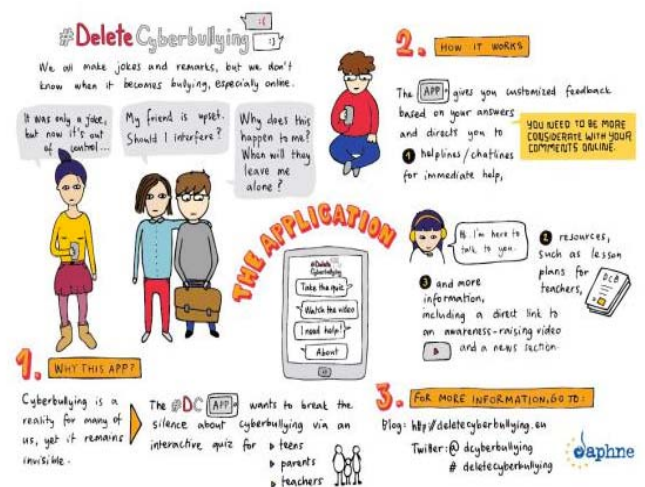 #DeleteCyberbullying
:(
:)
We all make jokes and remarks, but we don't
know when it becomes bullying, especially online.
It was only a joke,
but now it's out
of control...
My friend is upset.
Should I interfere?
Why does this
happen to me?
When will they
leave me
alone?
THE APPLICATION
#Delete
Cyberbullying
Take the quiz
Watch the video
I need help!
About
1. WHY THIS APP?
Cyberbullying is a
reality for many of
us, yet it remains
invisible.
The #DC APP wants to break the
silence about cyberbullying via an
interactive quiz for
teens
parents
teachers
2. HOW IT WORKS
The APP gives you customized feedback
based on your answers
and directs you to
YOU NEED TO BE MORE
CONSIDERATE WITH YOUR
COMMENTS ONLINE.
1 helplines/chatlines
for immediate help,
Hi. I'm here to
talk to you.
2 resources,
such as lesson
plans for
teachers,
DCB
3 and more
information,
including a direct link to
an awareness-raising video
and a news section.
3. FOR MORE INFORMATION, GO TO:
Blog: http://deletecyberbullying.eu
Twitter: @ dcyberbullying
# deletecyberbullying
daphne